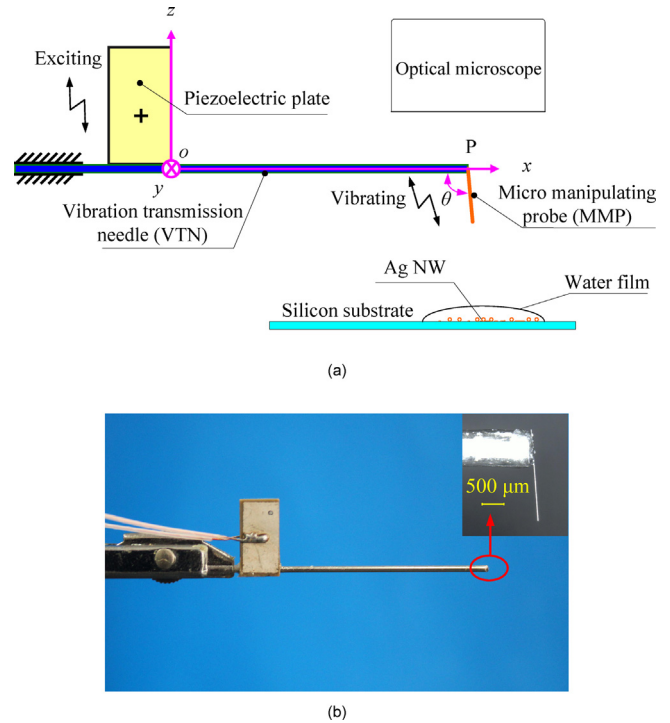 z
Exciting
Piezoelectric plate
Optical microscope
+
o
P
y
x
Vibration transmission
needle (VTN)
Vibrating
θ
Micro manipulating
probe (MMP)
Ag NW
Water film
Silicon substrate
(a)
500 μm
(b)